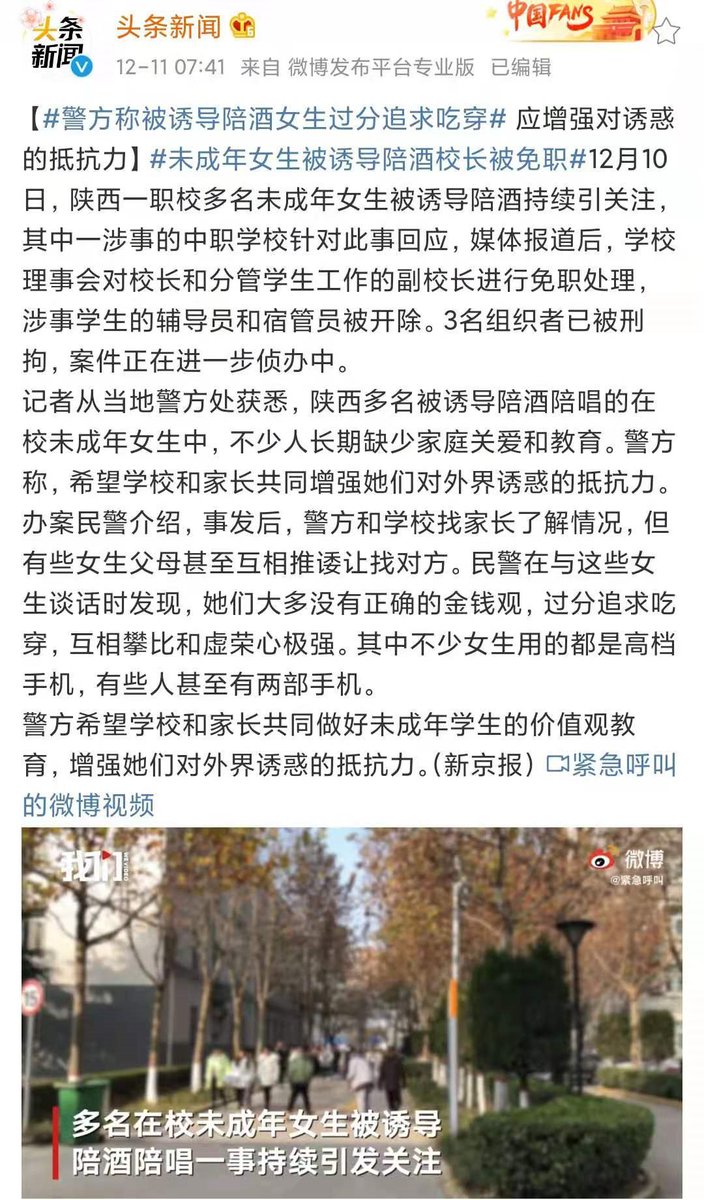 头条
新闻
头条新闻
中国FANS
12-11 07:41 来自 微博发布平台专业版 已编辑
【#警方称被诱导陪酒女生过分追求吃穿# 应增强对诱惑
的抵抗力】#未成年女生被诱导陪酒校长被免职#12月10
日，陕西一职校多名未成年女生被诱导陪酒持续引关注，
其中一涉事的中职学校针对此事回应，媒体报道后，学校
理事会对校长和分管学生工作的副校长进行免职处理，
涉事学生的辅导员和宿管员被开除。3名组织者已被刑
拘，案件正在进一步侦办中。
记者从当地警方处获悉，陕西多名被诱导陪酒陪唱的在
校未成年女生中，不少人长期缺少家庭关爱和教育。警方
称，希望学校和家长共同增强她们对外界诱惑的抵抗力。
办案民警介绍，事发后，警方和学校找家长了解情况，但
有些女生父母甚至互相推诿让找对方。民警在与这些女
生谈话时发现，她们大多没有正确的金钱观，过分追求吃
穿，互相攀比和虚荣心极强。其中不少女生用的都是高档
手机，有些人甚至有两部手机。
警方希望学校和家长共同做好未成年学生的价值观教
育，增强她们对外界诱惑的抵抗力。（新京报）紧急呼叫
的微博视频
我们 WE VIDEO
微博
@紧急呼叫
15
多名在校未成年女生被诱导
陪酒陪唱一事持续引发关注